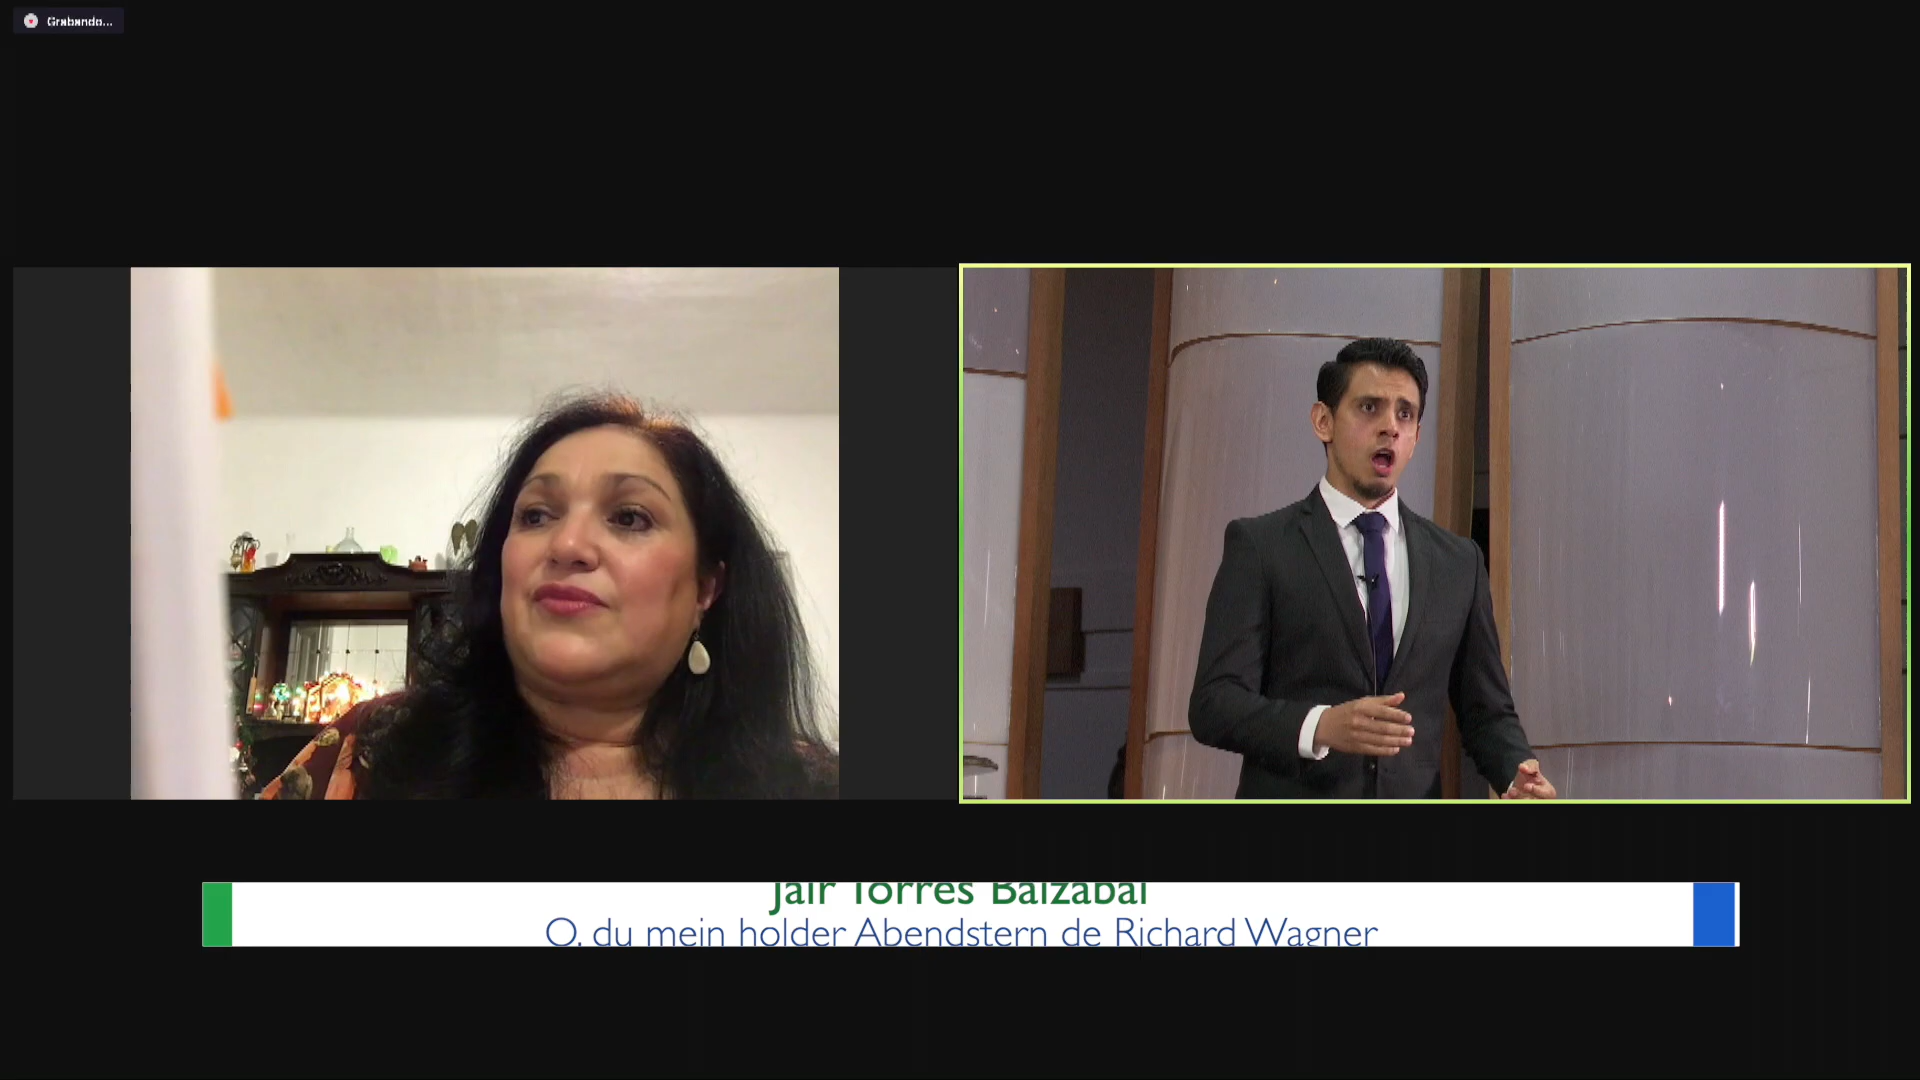 Grabando...
Jair Torres Balzabal
O, du mein holder Abendstern de Richard Wagner